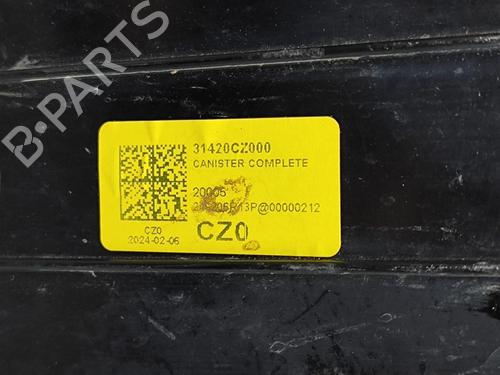 B-PARTS
31420CZ000
CANISTER COMPLETE
20005
CZ0
2024-02-06
CZ0